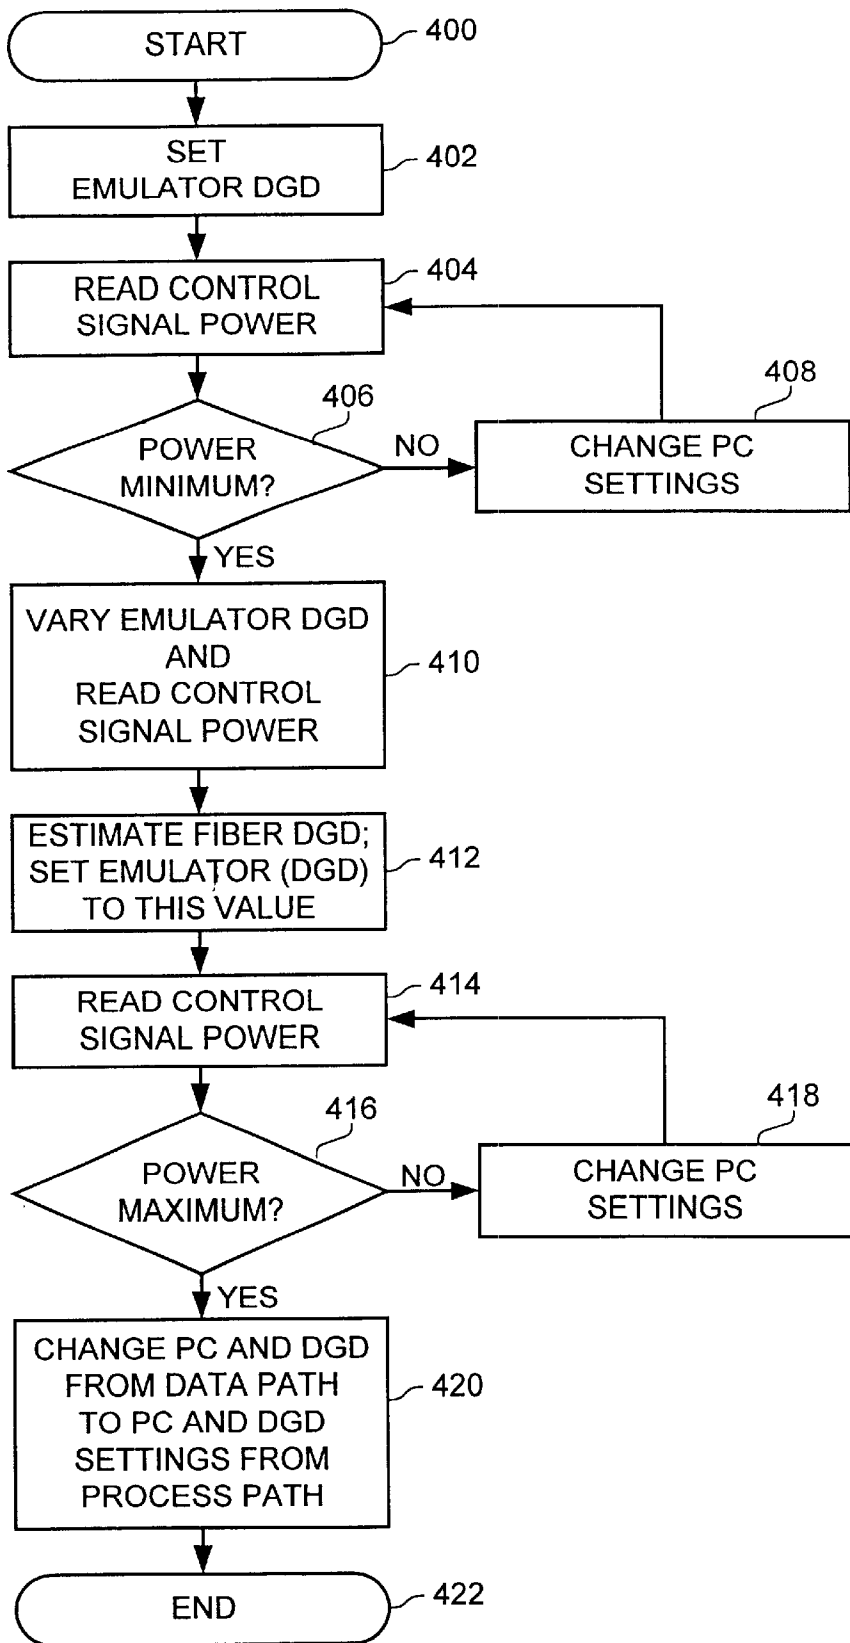 START
400
SET
EMULATOR DGD
402
READ CONTROL
SIGNAL POWER
404
406
POWER
MINIMUM?
NO
408
CHANGE PC
SETTINGS
YES
VARY EMULATOR DGD
AND
READ CONTROL
SIGNAL POWER
410
ESTIMATE FIBER DGD;
SET EMULATOR (DGD)
TO THIS VALUE
412
READ CONTROL
SIGNAL POWER
414
416
POWER
MAXIMUM?
NO
418
CHANGE PC
SETTINGS
YES
CHANGE PC AND DGD
FROM DATA PATH
TO PC AND DGD
SETTINGS FROM
PROCESS PATH
420
END
422